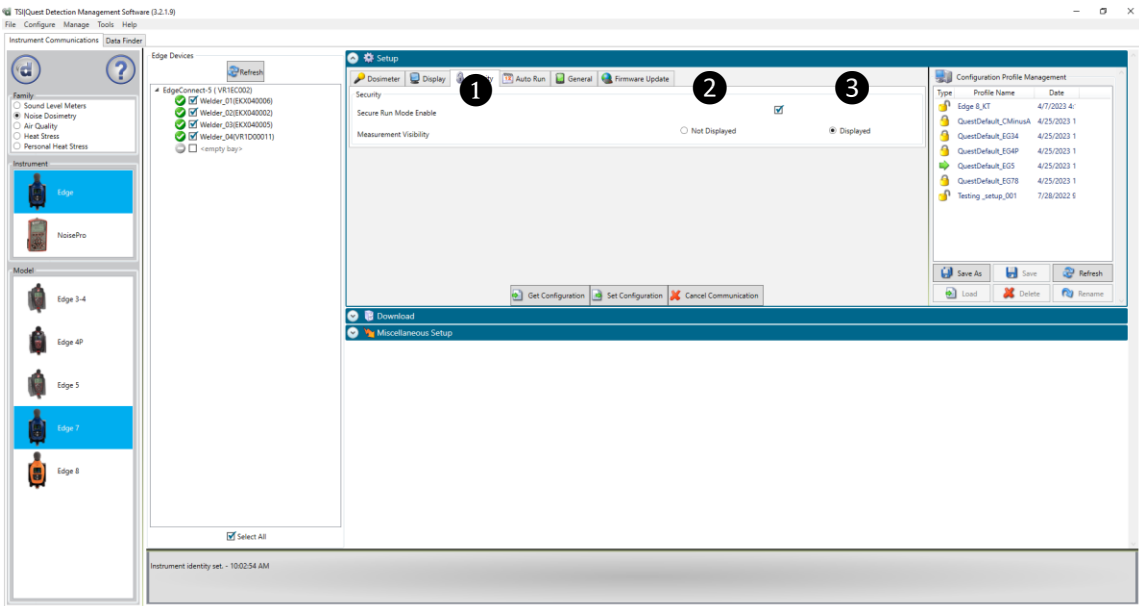 TSI|Quest Detection Management Software (3.2.1.9)
File Configure Manage Tools Help
Instrument Communications Data Finder
d ?
Family
Sound Level Meters
Noise Dosimetry
Air Quality
Heat Stress
Personal Heat Stress
Instrument
Edge
NoisePro
Model
Edge 3-4
Edge 4P
Edge 5
Edge 7
Edge 8
Edge Devices
Refresh
EdgeConnect-5 ( VR1EC002)
Welder_01(EKX040006)
Welder_02(EKX040002)
Welder_03(EKX040005)
Welder_04(VR1D00011)
<empty bay>
Select All
Setup
Dosimeter Display Auto Run General Firmware Update
1 2 3
Security
Secure Run Mode Enable
Measurement Visibility Not Displayed Displayed
Get Configuration Set Configuration Cancel Communication
Configuration Profile Management
Type Profile Name Date
Edge 8_KT 4/7/2023 4:
QuestDefault_CMinusA 4/25/2023 1
QuestDefault_EG34 4/25/2023 1
QuestDefault_EG4P 4/25/2023 1
QuestDefault_EG5 4/25/2023 1
QuestDefault_EG78 4/25/2023 1
Testing _setup_001 7/28/2022 9
Save As Save Refresh
Load Delete Rename
Download
Miscellaneous Setup
Instrument identity set. - 10:02:54 AM